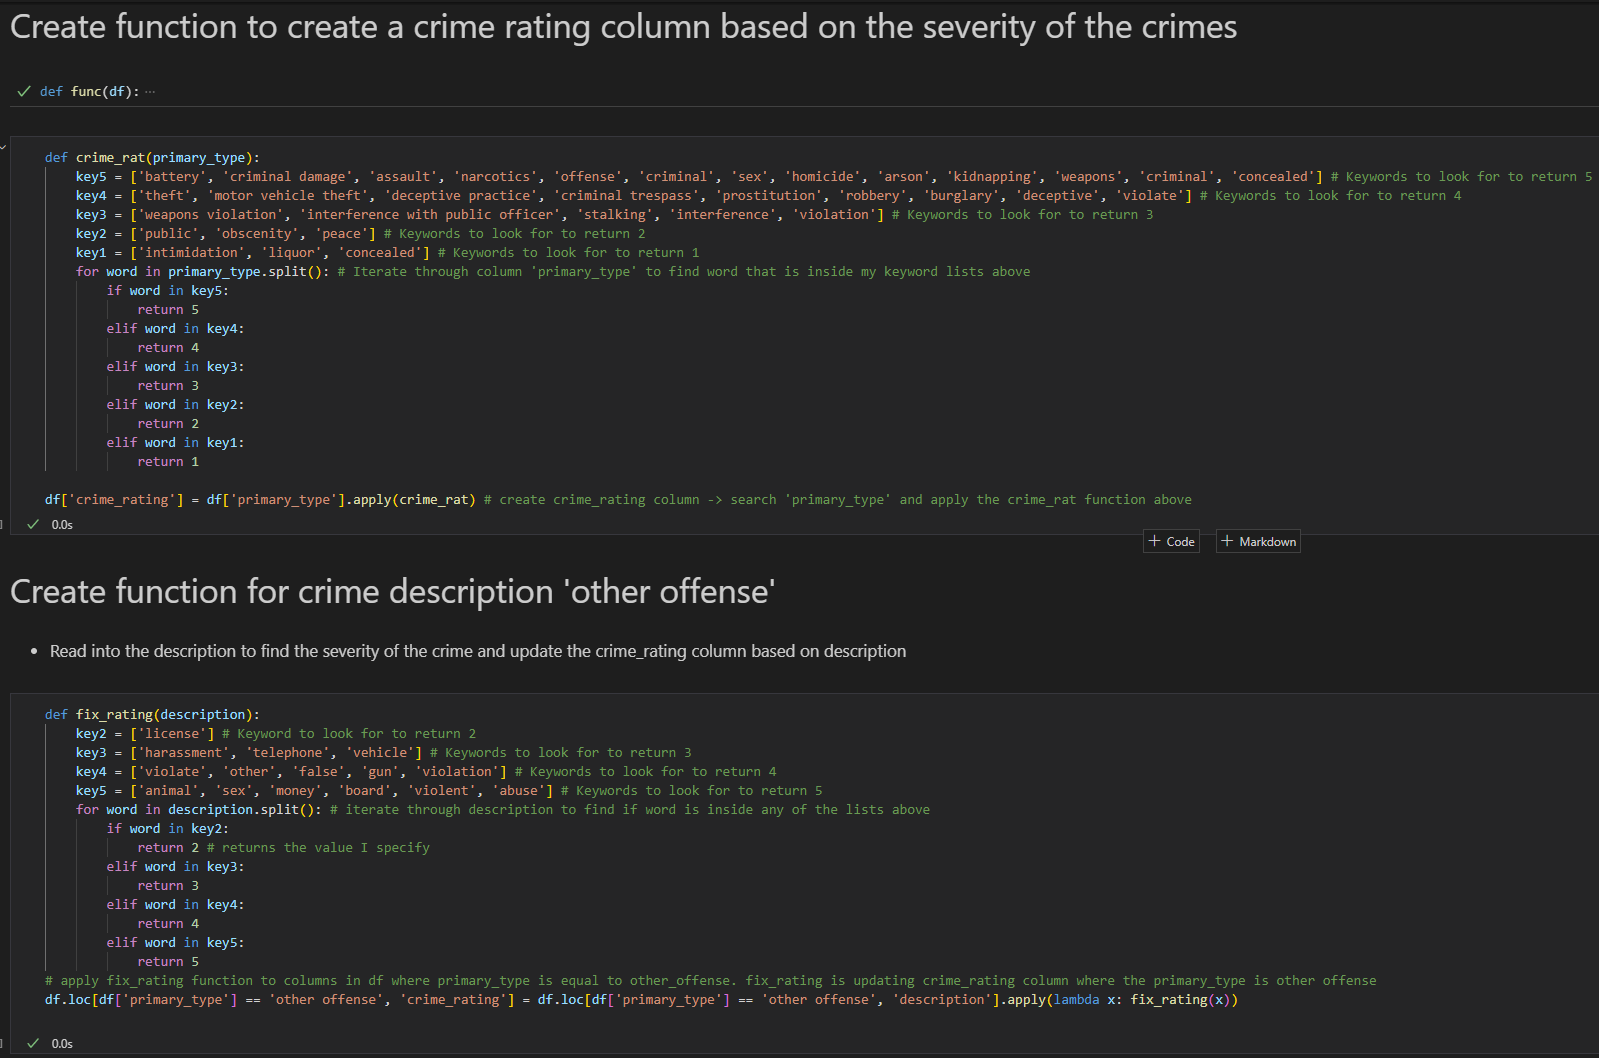 Create function to create a crime rating column based on the severity of the crimes
def func(df): ···
def crime_rat(primary_type):
key5 = ['battery', 'criminal damage', 'assault', 'narcotics', 'offense', 'criminal', 'sex', 'homicide', 'arson', 'kidnapping', 'weapons', 'criminal', 'concealed'] # Keywords to look for to return 5
key4 = ['theft', 'motor vehicle theft', 'deceptive practice', 'criminal trespass', 'prostitution', 'robbery', 'burglary', 'deceptive', 'violate'] # Keywords to look for to return 4
key3 = ['weapons violation', 'interference with public officer', 'stalking', 'interference', 'violation'] # Keywords to look for to return 3
key2 = ['public', 'obscenity', 'peace'] # Keywords to look for to return 2
key1 = ['intimidation', 'liquor', 'concealed'] # Keywords to look for to return 1
for word in primary_type.split(): # Iterate through column 'primary_type' to find word that is inside my keyword lists above
if word in key5:
return 5
elif word in key4:
return 4
elif word in key3:
return 3
elif word in key2:
return 2
elif word in key1:
return 1
df['crime_rating'] = df['primary_type'].apply(crime_rat) # create crime_rating column -> search 'primary_type' and apply the crime_rat function above
0.0s
+ Code + Markdown
Create function for crime description 'other offense'
• Read into the description to find the severity of the crime and update the crime_rating column based on description
def fix_rating(description):
key2 = ['license'] # Keyword to look for to return 2
key3 = ['harassment', 'telephone', 'vehicle'] # Keywords to look for to return 3
key4 = ['violate', 'other', 'false', 'gun', 'violation'] # Keywords to look for to return 4
key5 = ['animal', 'sex', 'money', 'board', 'violent', 'abuse'] # Keywords to look for to return 5
for word in description.split(): # iterate through description to find if word is inside any of the lists above
if word in key2:
return 2 # returns the value I specify
elif word in key3:
return 3
elif word in key4:
return 4
elif word in key5:
return 5
# apply fix_rating function to columns in df where primary_type is equal to other_offense. fix_rating is updating crime_rating column where the primary_type is other offense
df.loc[df['primary_type'] == 'other offense', 'crime_rating'] = df.loc[df['primary_type'] == 'other offense', 'description'].apply(lambda x: fix_rating(x))
0.0s